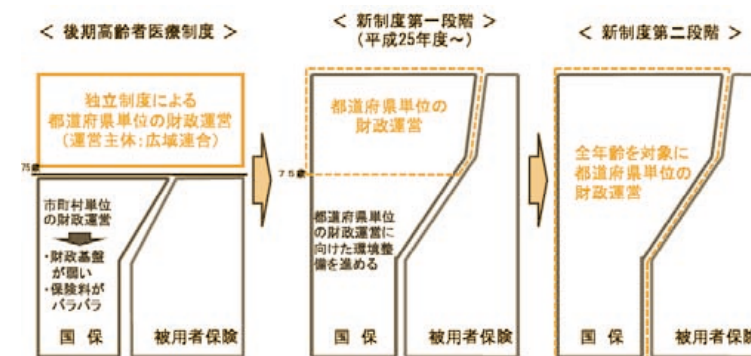 ＜ 後期高齢者医療制度 ＞
独立制度による
都道府県単位の財政運営
（運営主体：広域連合）
75歳
市町村単位
の財政運営
・財政基盤
が弱い
・保険料が
バラバラ
国 保
被用者保険
＜ 新制度第一段階 ＞
（平成25年度～）
都道府県単位の
財政運営
７５歳
都道府県単位
の財政運営に
向けた環境整
備を進める
国 保
被用者保険
＜ 新制度第二段階 ＞
全年齢を対象に
都道府県単位の
財政運営
国 保
被用者保険